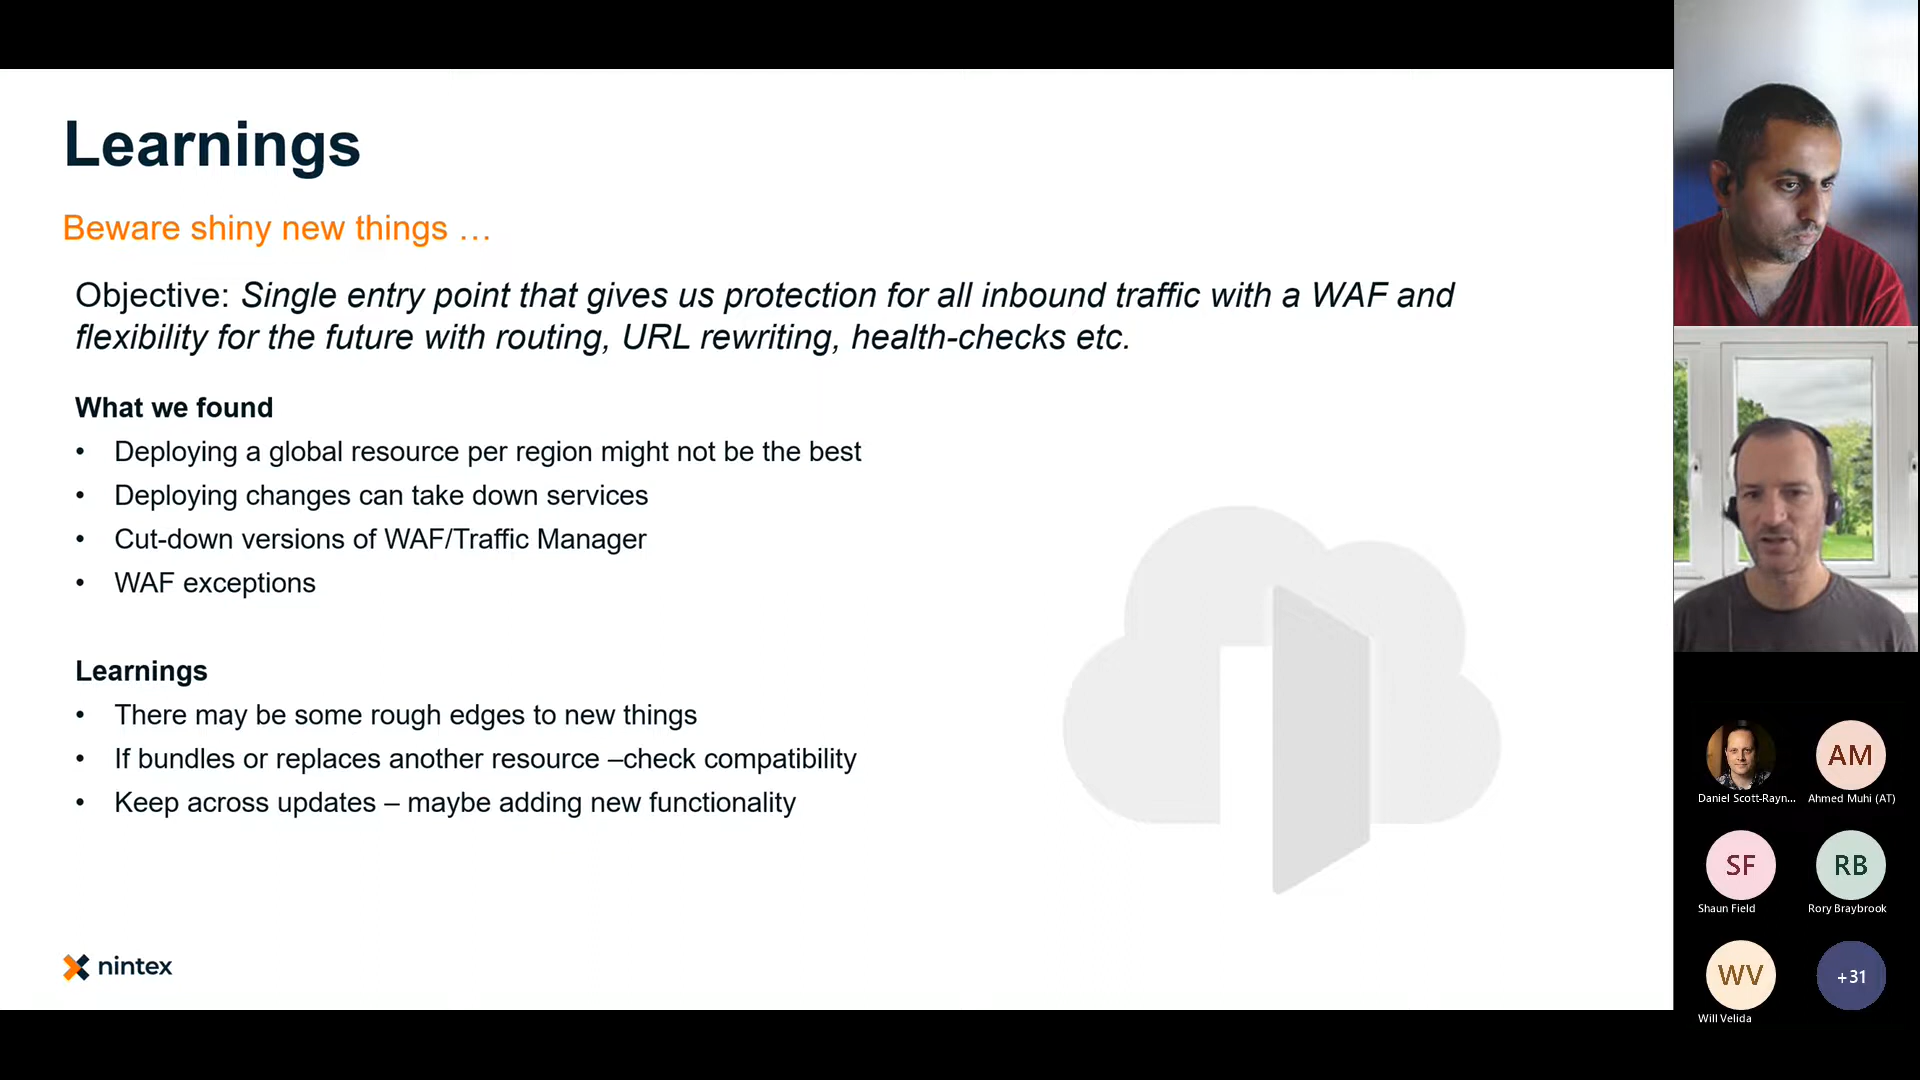 Learnings
Beware shiny new things …
Objective: Single entry point that gives us protection for all inbound traffic with a WAF and
flexibility for the future with routing, URL rewriting, health-checks etc.
What we found
• Deploying a global resource per region might not be the best
• Deploying changes can take down services
• Cut-down versions of WAF/Traffic Manager
• WAF exceptions
Learnings
• There may be some rough edges to new things
• If bundles or replaces another resource –check compatibility
• Keep across updates – maybe adding new functionality
nintex
Daniel Scott-Rayn...
AM
Ahmed Muhi (AT)
SF
Shaun Field
RB
Rory Braybrook
WV
Will Velida
+31